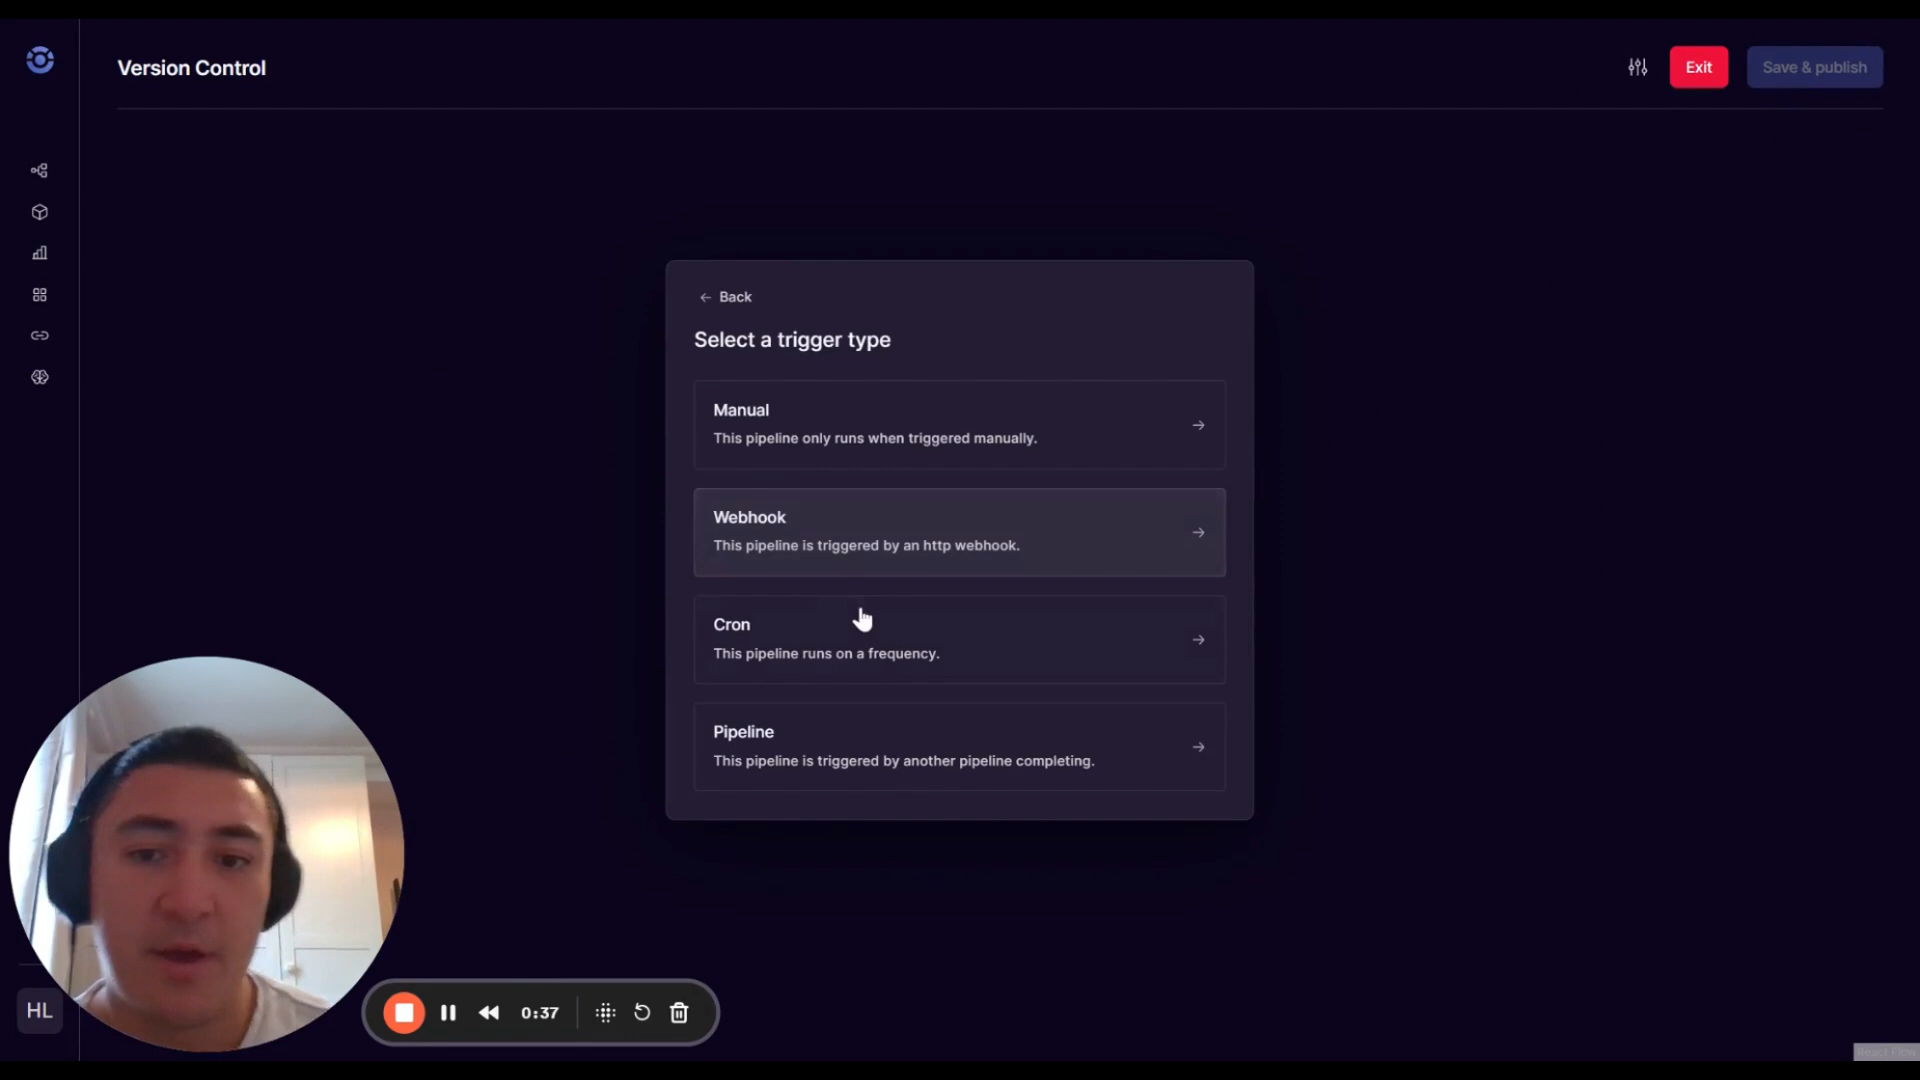 Version Control
Exit
Save & publish
Back
Select a trigger type
Manual
This pipeline only runs when triggered manually.
Webhook
This pipeline is triggered by an http webhook.
Cron
This pipeline runs on a frequency.
Pipeline
This pipeline is triggered by another pipeline completing.
HL
0:37
React Flow